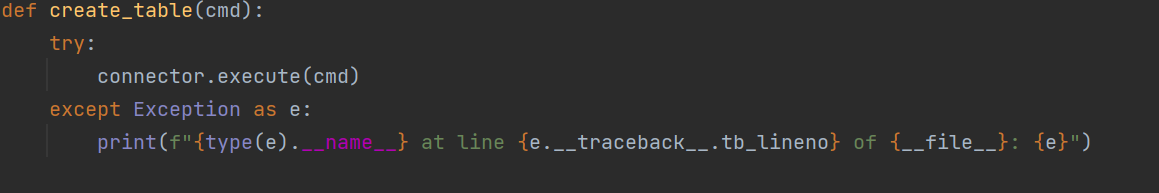 def create_table(cmd):
    try:
        connector.execute(cmd)
    except Exception as e:
        print(f"{type(e).__name__} at line {e.__traceback__.tb_lineno} of {__file__}: {e}")